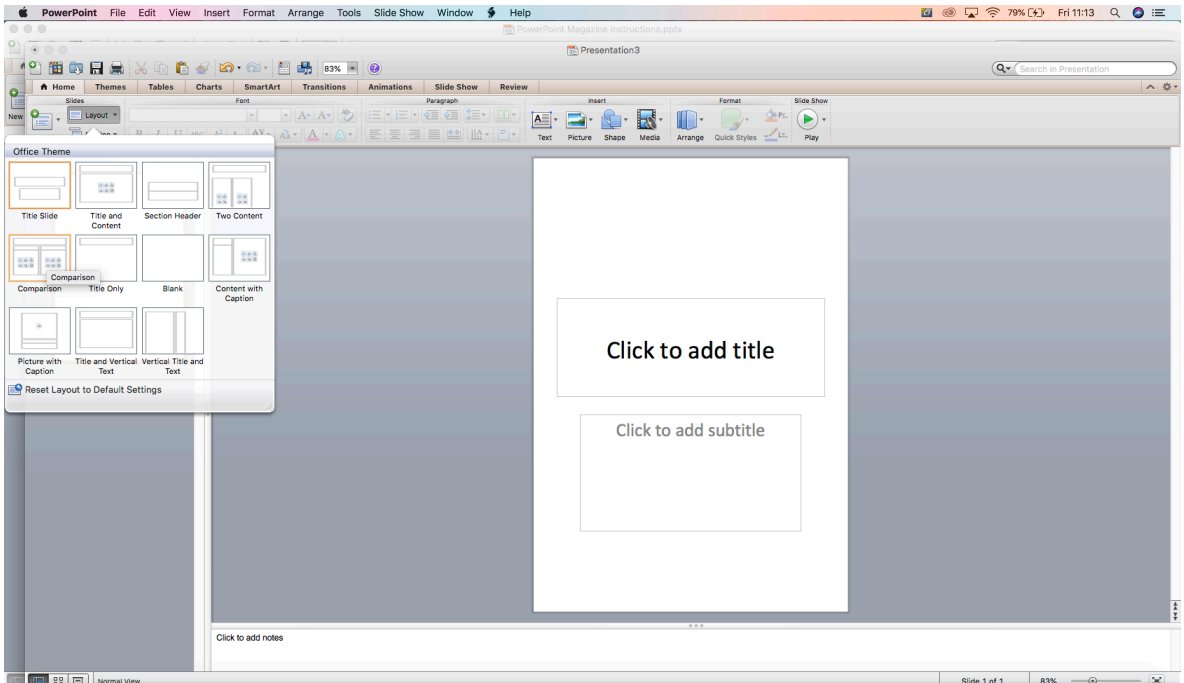 PowerPoint File Edit View Insert Format Arrange Tools Slide Show Window Help 79% Fri 11:13
PowerPoint Magazine Instructions.pptx
Presentation3
83% Search in Presentation
Home Themes Tables Charts SmartArt Transitions Animations Slide Show Review
Slides Font Paragraph Insert Format Slide Show
New Layout
Text Picture Shape Media Arrange Quick Styles Play
Office Theme
Title Slide
Title and Content
Section Header
Two Content
Comparison
Comparison
Title Only
Blank
Content with Caption
Picture with Caption
Title and Vertical Text
Vertical Title and Text
Reset Layout to Default Settings
Click to add title
Click to add subtitle
Click to add notes
Normal View Slide 1 of 1 83%